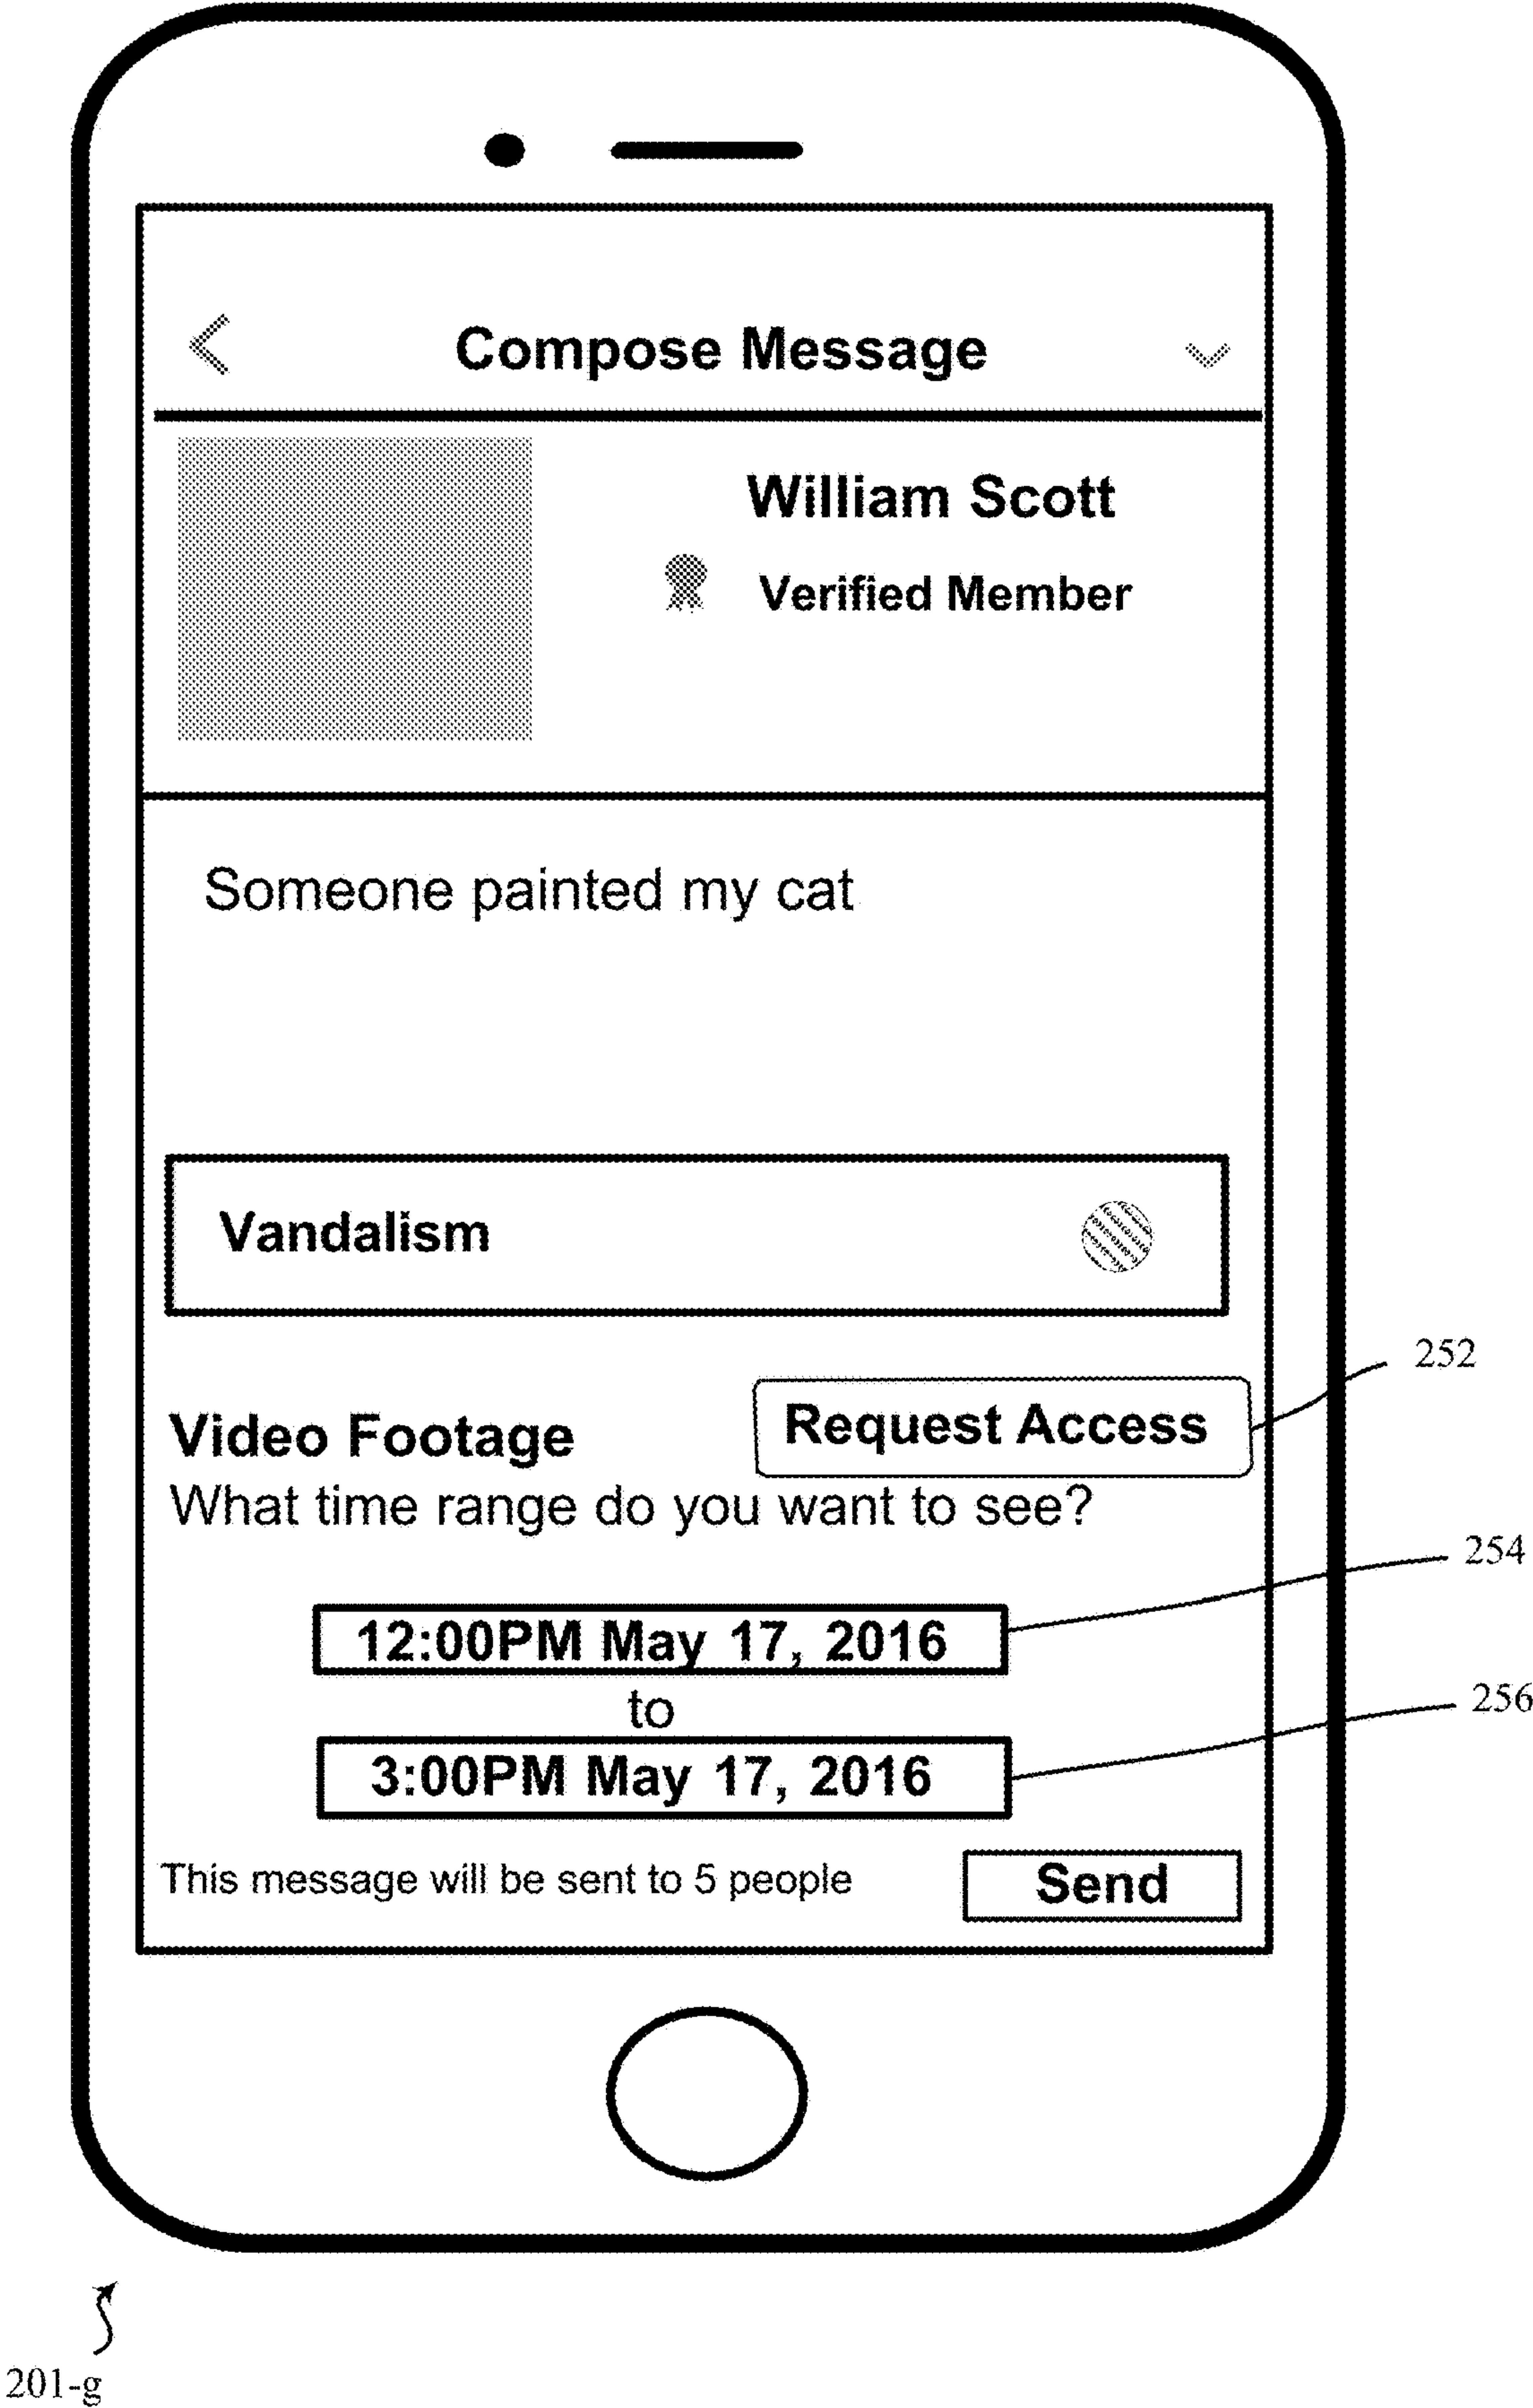 Compose Message
William Scott
Verified Member
Someone painted my cat
Vandalism
252
Request Access
Video Footage
What time range do you want to see?
254
12:00PM May 17, 2016
to
256
3:00PM May 17, 2016
This message will be sent to 5 people
Send
201-g